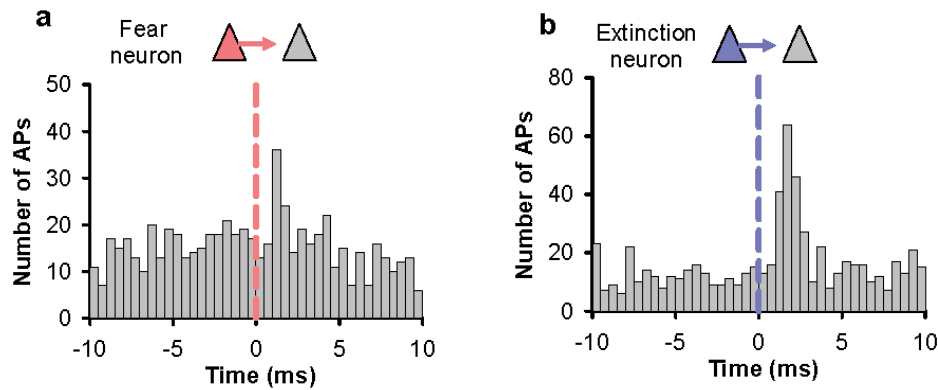 a
Fear
neuron
Number of APs
50
40
30
20
10
0
-10 -5 0 5 10
Time (ms)
b
Extinction
neuron
Number of APs
80
60
40
20
0
-10 -5 0 5 10
Time (ms)